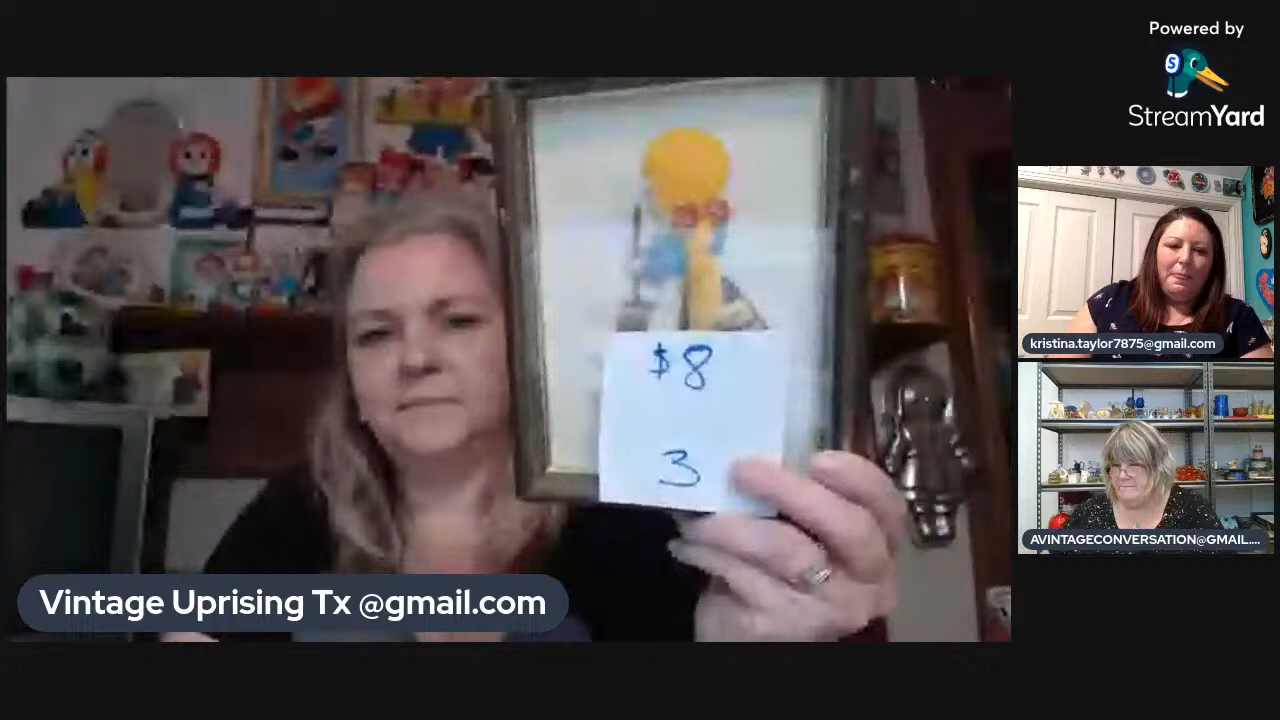 Powered by
StreamYard
$8
3
Vintage Uprising Tx @gmail.com
kristina.taylor7875@gmail.com
AVINTAGECONVERSATION@GMAIL....